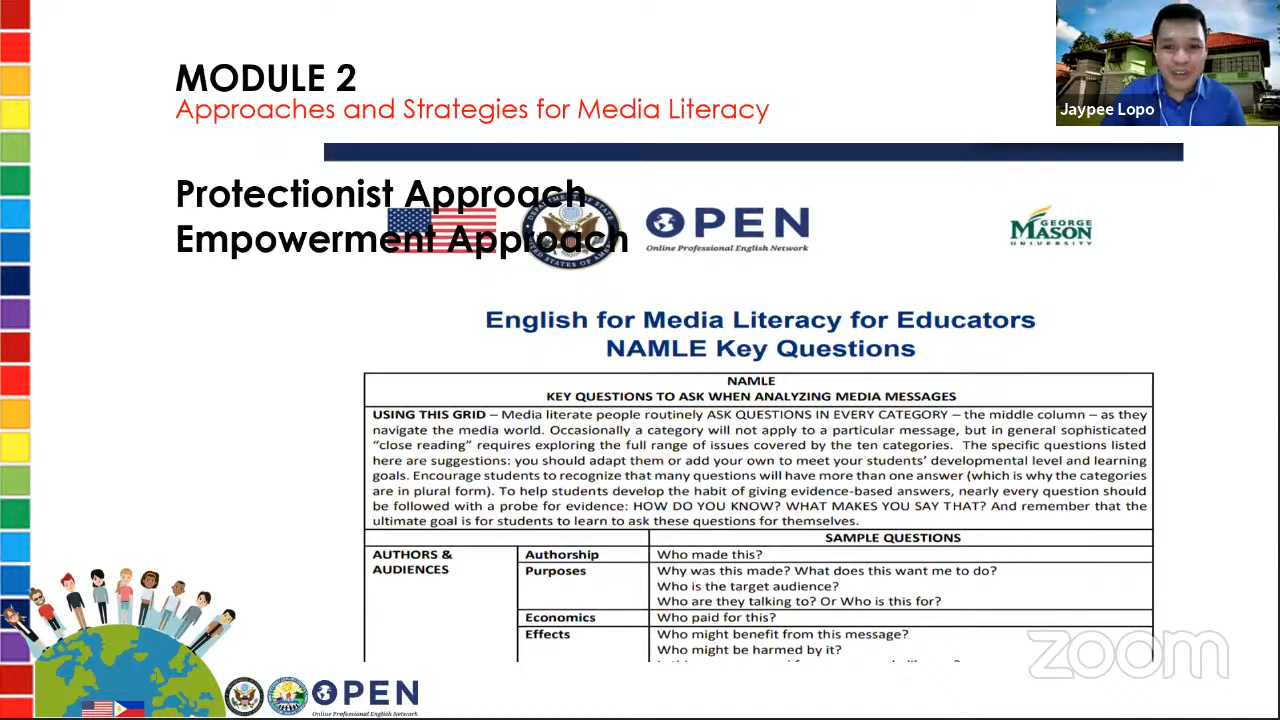 MODULE 2
Approaches and Strategies for Media Literacy
Jaypee Lopo
Protectionist Approach
Empowerment Approach
OPEN
Online Professional English Network
GEORGE
MASON
UNIVERSITY
English for Media Literacy for Educators
NAMLE Key Questions
NAMLE
KEY QUESTIONS TO ASK WHEN ANALYZING MEDIA MESSAGES
USING THIS GRID – Media literate people routinely ASK QUESTIONS IN EVERY CATEGORY – the middle column – as they
navigate the media world. Occasionally a category will not apply to a particular message, but in general sophisticated
“close reading” requires exploring the full range of issues covered by the ten categories. The specific questions listed
here are suggestions: you should adapt them or add your own to meet your students’ developmental level and learning
goals. Encourage students to recognize that many questions will have more than one answer (which is why the categories
are in plural form). To help students develop the habit of giving evidence-based answers, nearly every question should
be followed with a probe for evidence: HOW DO YOU KNOW? WHAT MAKES YOU SAY THAT? And remember that the
ultimate goal is for students to learn to ask these questions for themselves.
SAMPLE QUESTIONS
AUTHORS &
AUDIENCES
Authorship
Who made this?
Purposes
Why was this made? What does this want me to do?
Who is the target audience?
Who are they talking to? Or Who is this for?
Economics
Who paid for this?
Effects
Who might benefit from this message?
Who might be harmed by it?
zoom
OPEN
Online Professional English Network